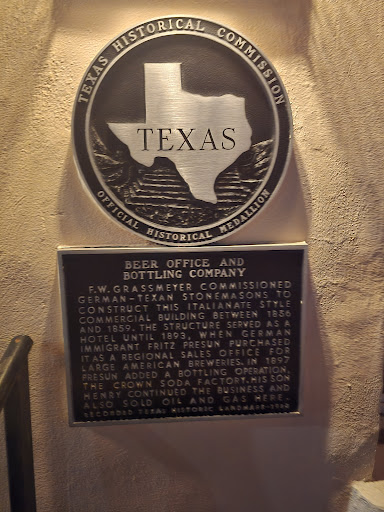 TEXAS HISTORICAL COMMISSION
TEXAS
OFFICIAL HISTORICAL MEDALLION
BEER OFFICE AND
BOTTLING COMPANY
F.W. GRASSMEYER COMMISSIONED
GERMAN-TEXAN STONEMASONS TO
CONSTRUCT THIS ITALIANATE STYLE
COMMERCIAL BUILDING BETWEEN 1856
AND 1859. THE STRUCTURE SERVED AS A
HOTEL UNTIL 1893, WHEN GERMAN
IMMIGRANT FRITZ PRESUN PURCHASED
IT AS A REGIONAL SALES OFFICE FOR
LARGE AMERICAN BREWERIES. IN 1897
PRESUN ADDED A BOTTLING OPERATION,
THE CROWN SODA FACTORY. HIS SON
HENRY CONTINUED THE BUSINESS AND
ALSO SOLD OIL AND GAS HERE.
RECORDED TEXAS HISTORIC LANDMARK